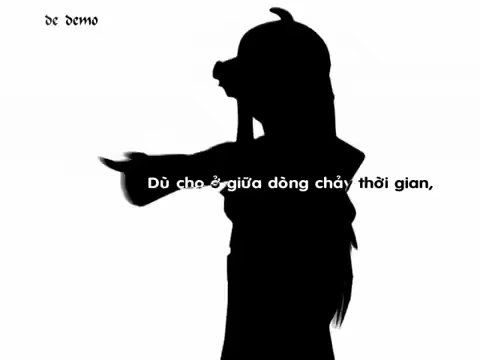 de demo
Dù cho ở giữa dòng chảy thời gian,